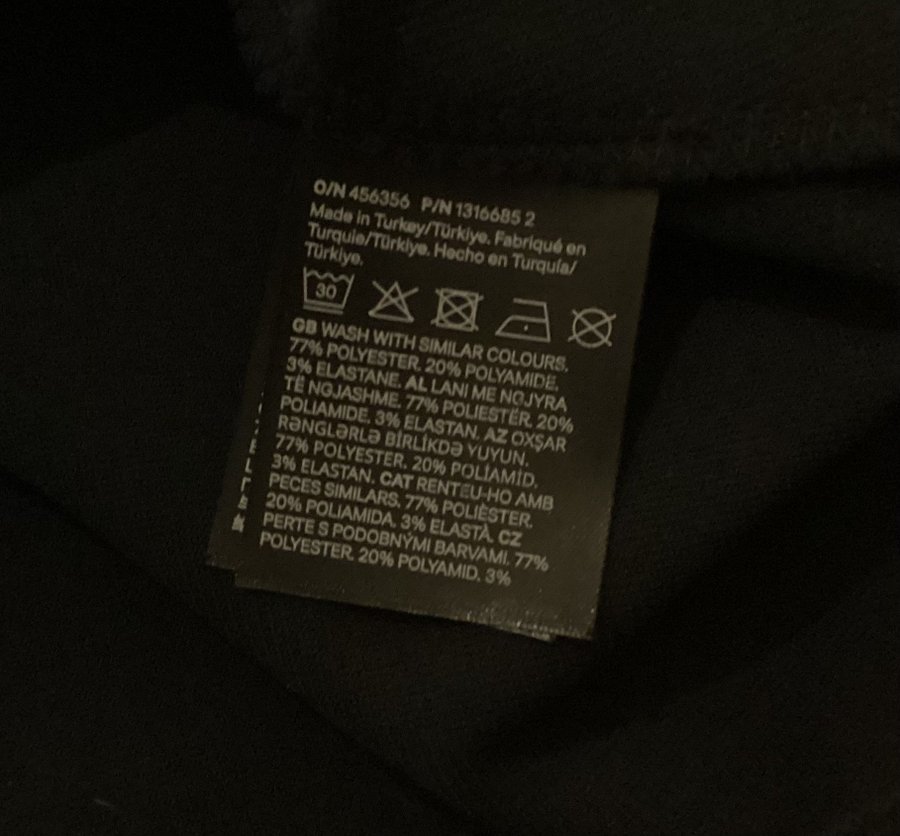 O/N 456356 P/N 1316685 2
Made in Turkey/Türkiye. Fabriqué en
Turquie/Türkiye. Hecho en Turquía/
Türkiye.
30
GB WASH WITH SIMILAR COLOURS.
77% POLYESTER. 20% POLYAMIDE.
3% ELASTANE. AL LANI ME NGJYRA
TË NGJASHME. 77% POLIESTËR. 20%
POLIAMIDE. 3% ELASTAN. AZ OXŞAR
RƏNGLƏRLƏ BİRLİKDƏ YUYUN.
77% POLYESTER. 20% POLİAMİD.
3% ELASTAN. CAT RENTEU-HO AMB
PECES SIMILARS. 77% POLIÈSTER.
20% POLIAMIDA. 3% ELASTÀ. CZ
PERTE S PODOBNÝMI BARVAMI. 77%
POLYESTER. 20% POLYAMID. 3%